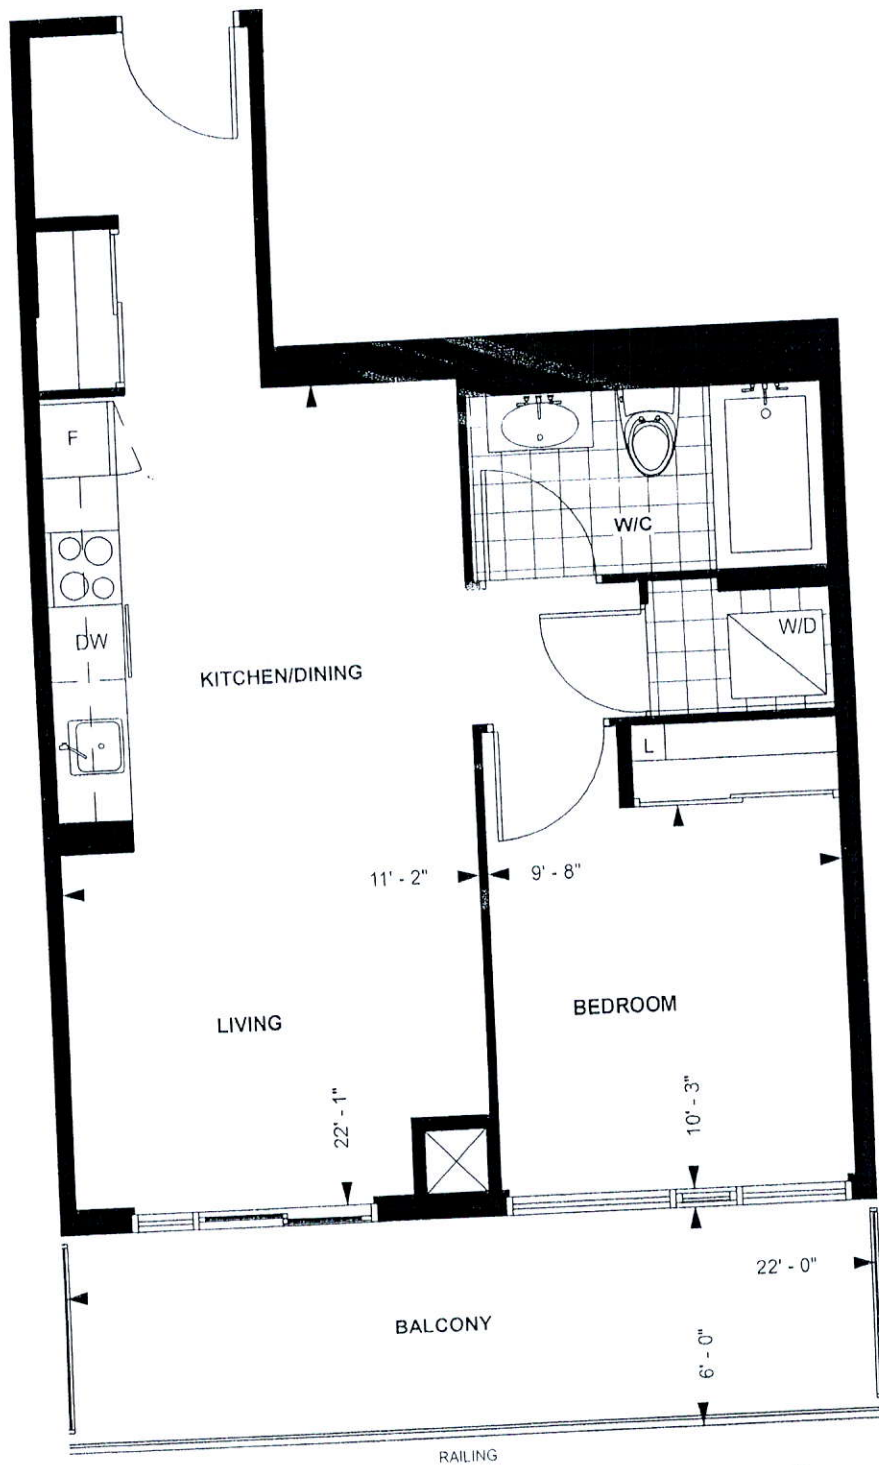 F
W/C
DW
W/D
KITCHEN/DINING
L
11' - 2"
9' - 8"
LIVING
BEDROOM
22' - 1"
10' - 3"
22' - 0"
BALCONY
6' - 0"
RAILING